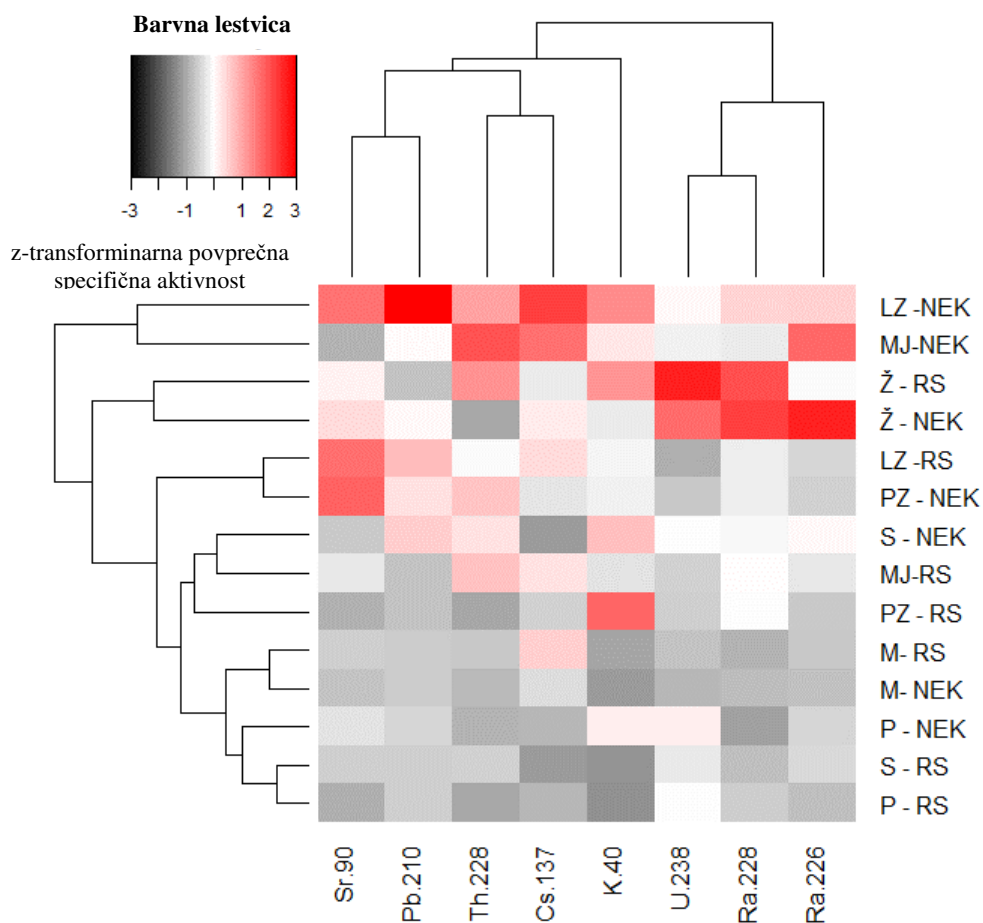 Barvna lestvica
-3 -1 1 2 3
z-transforminarna povprečna
specifična aktivnost
LZ -NEK
MJ-NEK
Ž - RS
Ž - NEK
LZ -RS
PZ - NEK
S - NEK
MJ-RS
PZ - RS
M- RS
M- NEK
P - NEK
S - RS
P - RS
Sr.90 Pb.210 Th.228 Cs.137 K.40 U.238 Ra.228 Ra.226